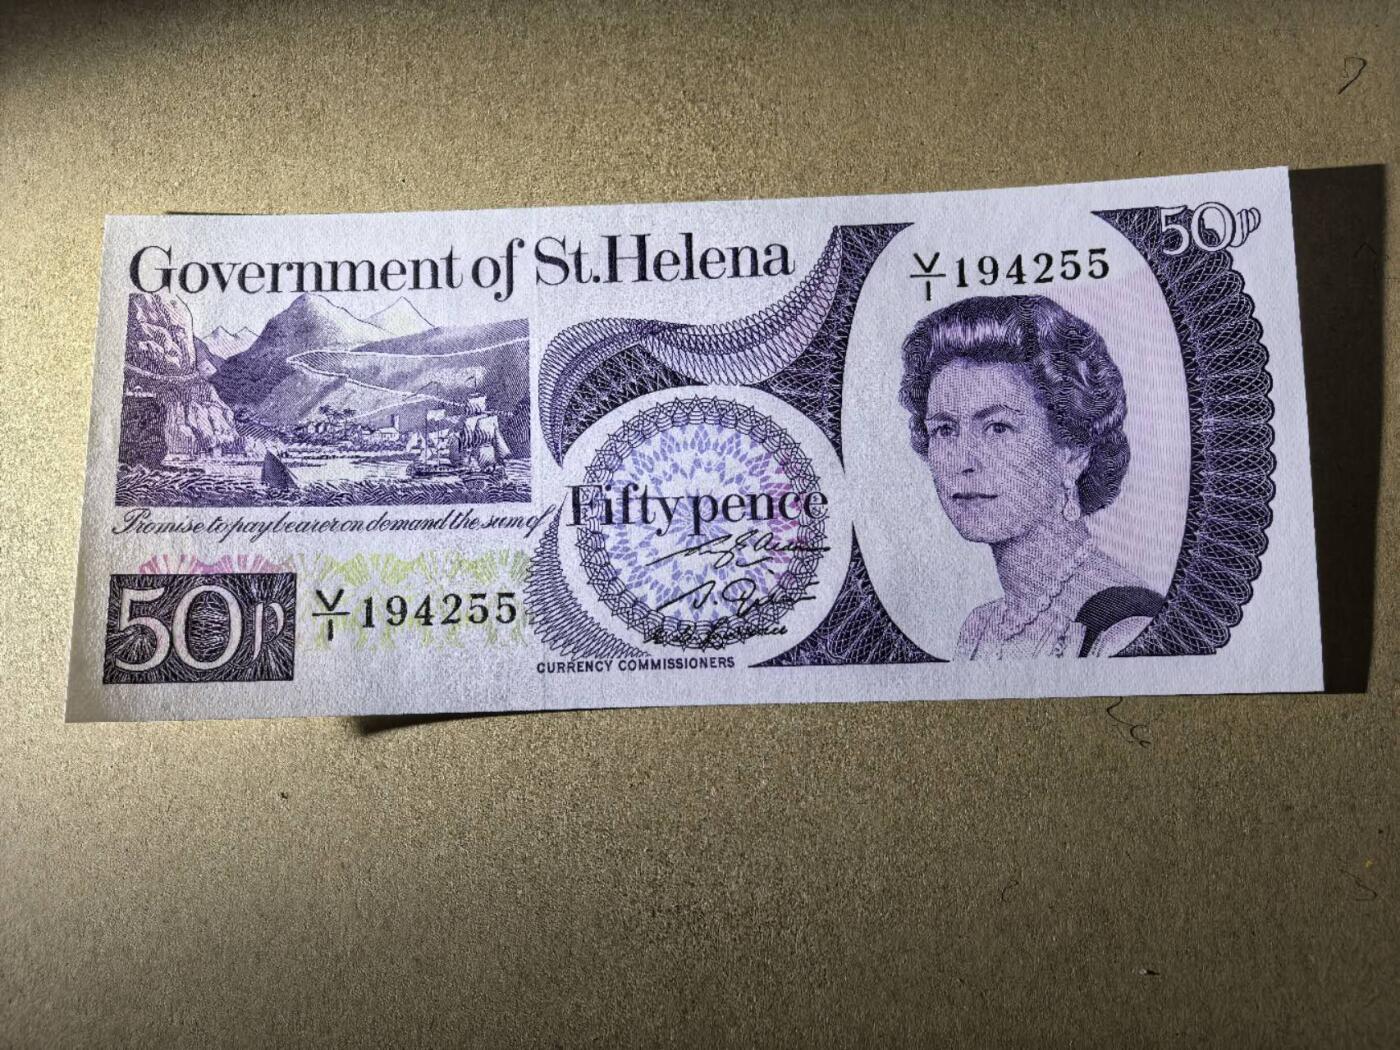 Government of St.Helena
50p
V/1 194255
Promise to pay bearer on demand the sum of
Fifty pence
50p
V/1 194255
CURRENCY COMMISSIONERS